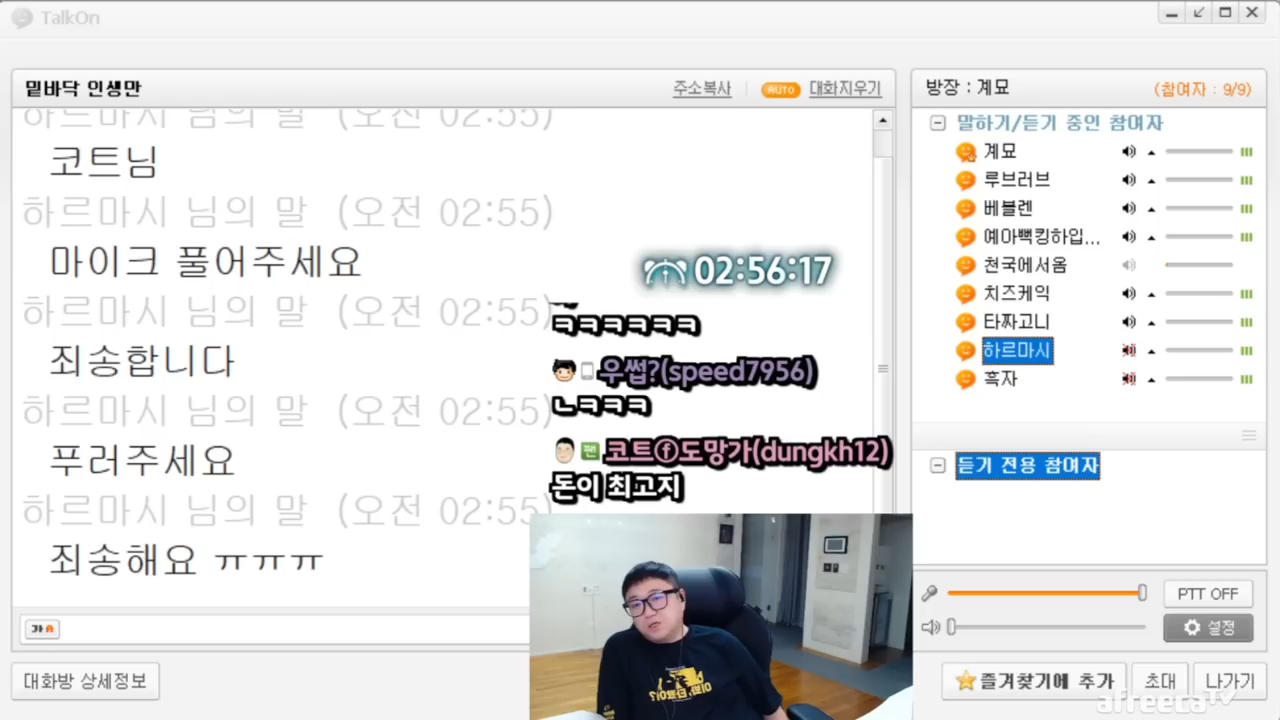 TalkOn
밑바닥 인생만
주소복사
AUTO
대화지우기
하르마시 님의 말 (오전 02:55)
코트님
하르마시 님의 말 (오전 02:55)
마이크 풀어주세요
하르마시 님의 말 (오전 02:55)
죄송합니다
하르마시 님의 말 (오전 02:55)
푸러주세요
하르마시 님의 말 (오전 02:55)
죄송해요 ㅠㅠㅠ
02:56:17
ㅋㅋㅋㅋㅋㅋ
우썹?(speed7956)
ㄴㅋㅋㅋ
팬 코트ⓕ도망가(dungkh12)
돈이 최고지
가A
대화방 상세정보
방장 : 계묘
(참여자 : 9/9)
말하기/듣기 중인 참여자
계묘
루브러브
베블렌
예아뻑킹하입...
천국에서옴
치즈케익
타짜고니
하르마시
흑자
듣기 전용 참여자
PTT OFF
설정
즐겨찾기에 추가
초대
나가기
afreecaTV